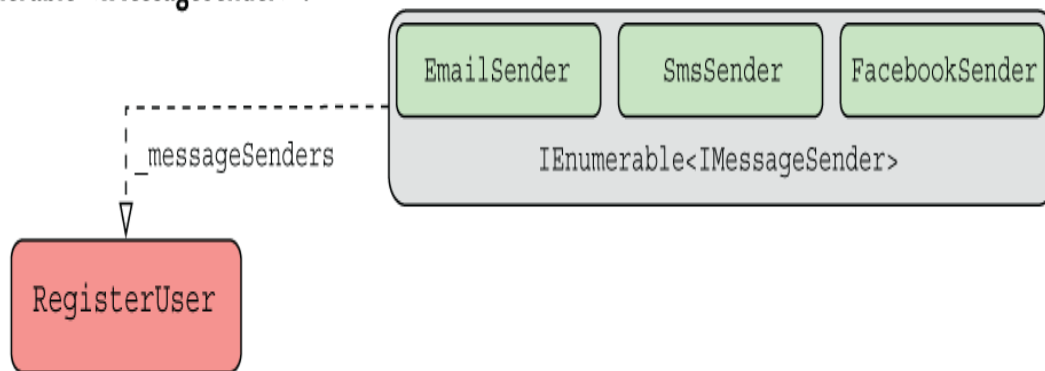 EmailSender
SmsSender
FacebookSender
IEnumerable<IMessageSender>
_messageSenders
RegisterUser